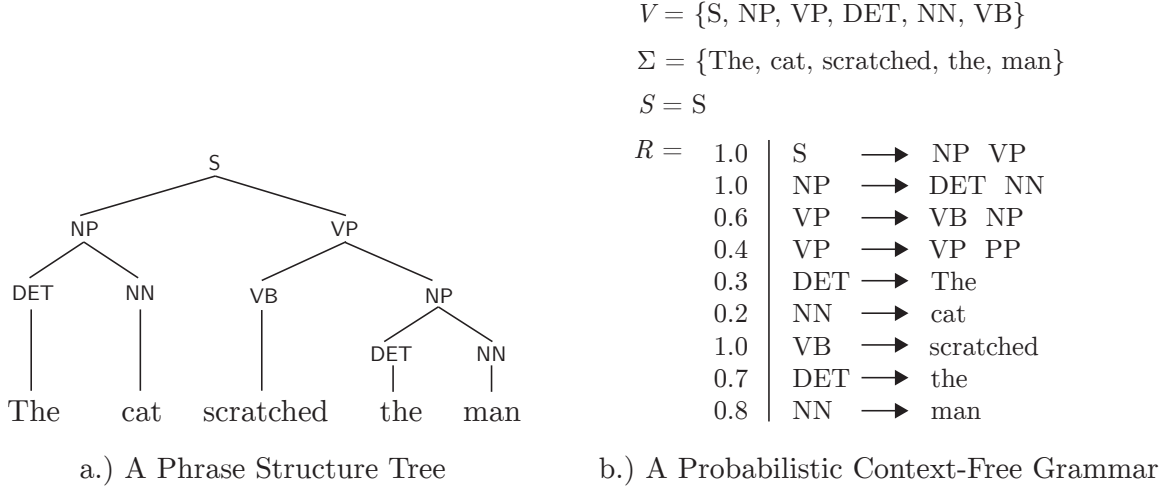 S
NP VP
DET NN VB NP
DET NN
The cat scratched the man
a.) A Phrase Structure Tree
V = {S, NP, VP, DET, NN, VB}
Σ = {The, cat, scratched, the, man}
S = S
R = 1.0 S → NP VP
1.0 NP → DET NN
0.6 VP → VB NP
0.4 VP → VP PP
0.3 DET → The
0.2 NN → cat
1.0 VB → scratched
0.7 DET → the
0.8 NN → man
b.) A Probabilistic Context-Free Grammar